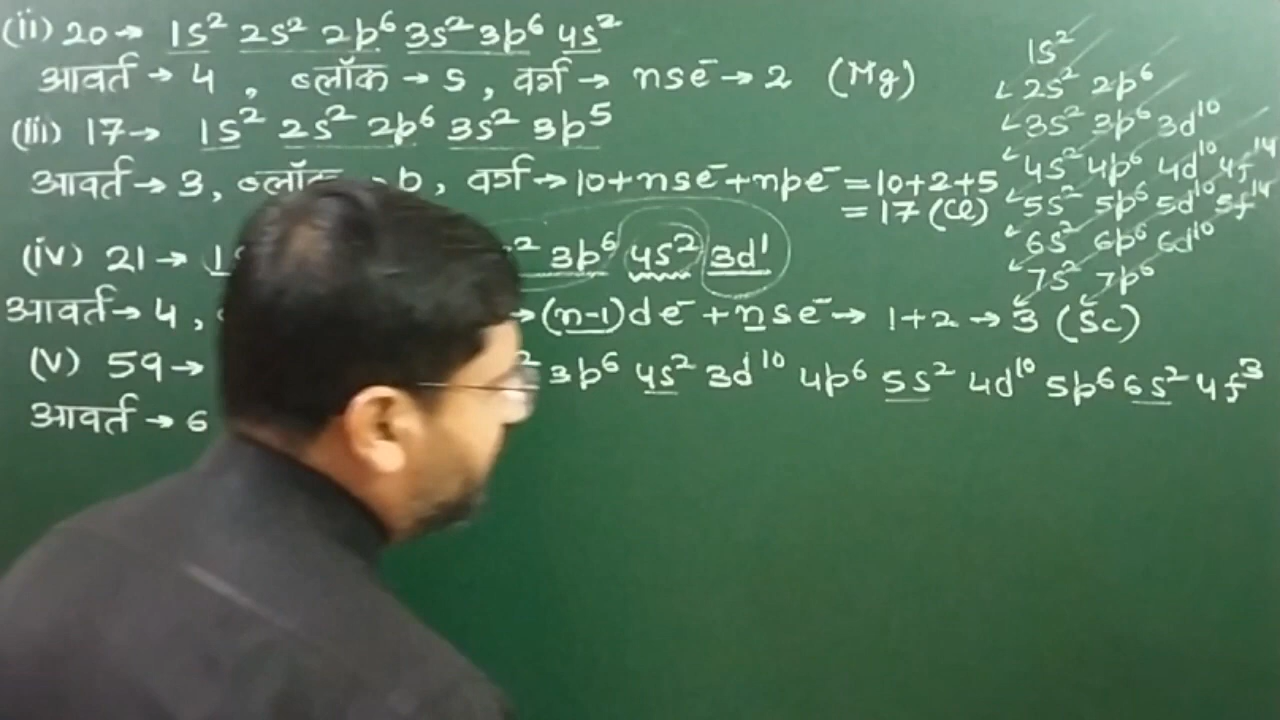 (ii) 20→ 1s² 2s² 2p⁶ 3s² 3p⁶ 4s²
आवर्त → 4, ब्लॉक → s, वर्ग → nse⁻ → 2 (Mg)
(iii) 17→ 1s² 2s² 2p⁶ 3s² 3p⁵
आवर्त → 3, ब्लॉक → p, वर्ग → 10+nse⁻+npe⁻ = 10+2+5
= 17 (Cl)
(iv) 21 → 3p⁶ 4s² 3d¹
आवर्त → 4, → (n-1)de⁻ + nse⁻ → 1+2 → 3 (Sc)
(v) 59 → 3p⁶ 4s² 3d¹⁰ 4p⁶ 5s² 4d¹⁰ 5p⁶ 6s² 4f³
आवर्त → 6
1s²
2s² 2p⁶
3s² 3p⁶ 3d¹⁰
4s² 4p⁶ 4d¹⁰ 4f¹⁴
5s² 5p⁶ 5d¹⁰ 5f¹⁴
6s² 6p⁶ 6d¹⁰
7s² 7p⁶